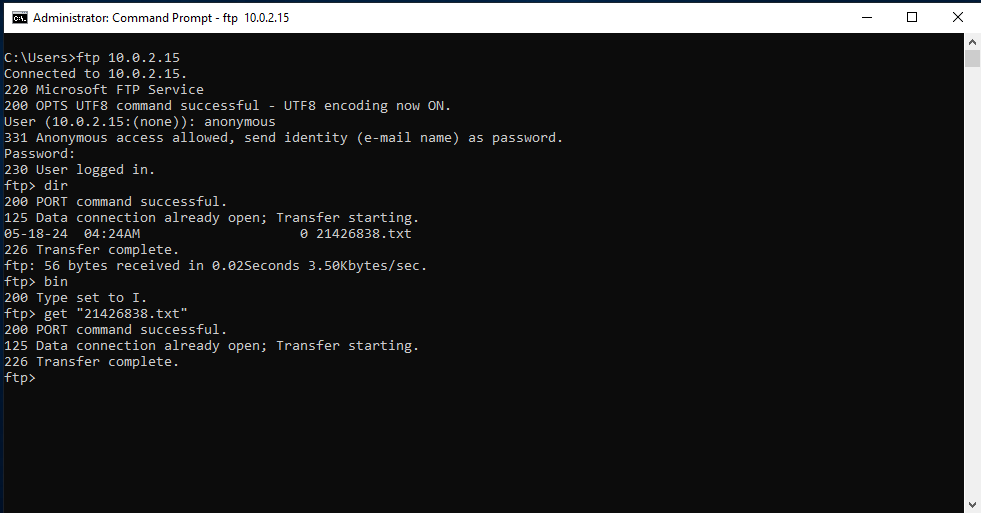 Administrator: Command Prompt - ftp  10.0.2.15
C:\Users>ftp 10.0.2.15
Connected to 10.0.2.15.
220 Microsoft FTP Service
200 OPTS UTF8 command successful - UTF8 encoding now ON.
User (10.0.2.15:(none)): anonymous
331 Anonymous access allowed, send identity (e-mail name) as password.
Password:
230 User logged in.
ftp> dir
200 PORT command successful.
125 Data connection already open; Transfer starting.
05-18-24  04:24AM                    0 21426838.txt
226 Transfer complete.
ftp: 56 bytes received in 0.02Seconds 3.50Kbytes/sec.
ftp> bin
200 Type set to I.
ftp> get "21426838.txt"
200 PORT command successful.
125 Data connection already open; Transfer starting.
226 Transfer complete.
ftp>